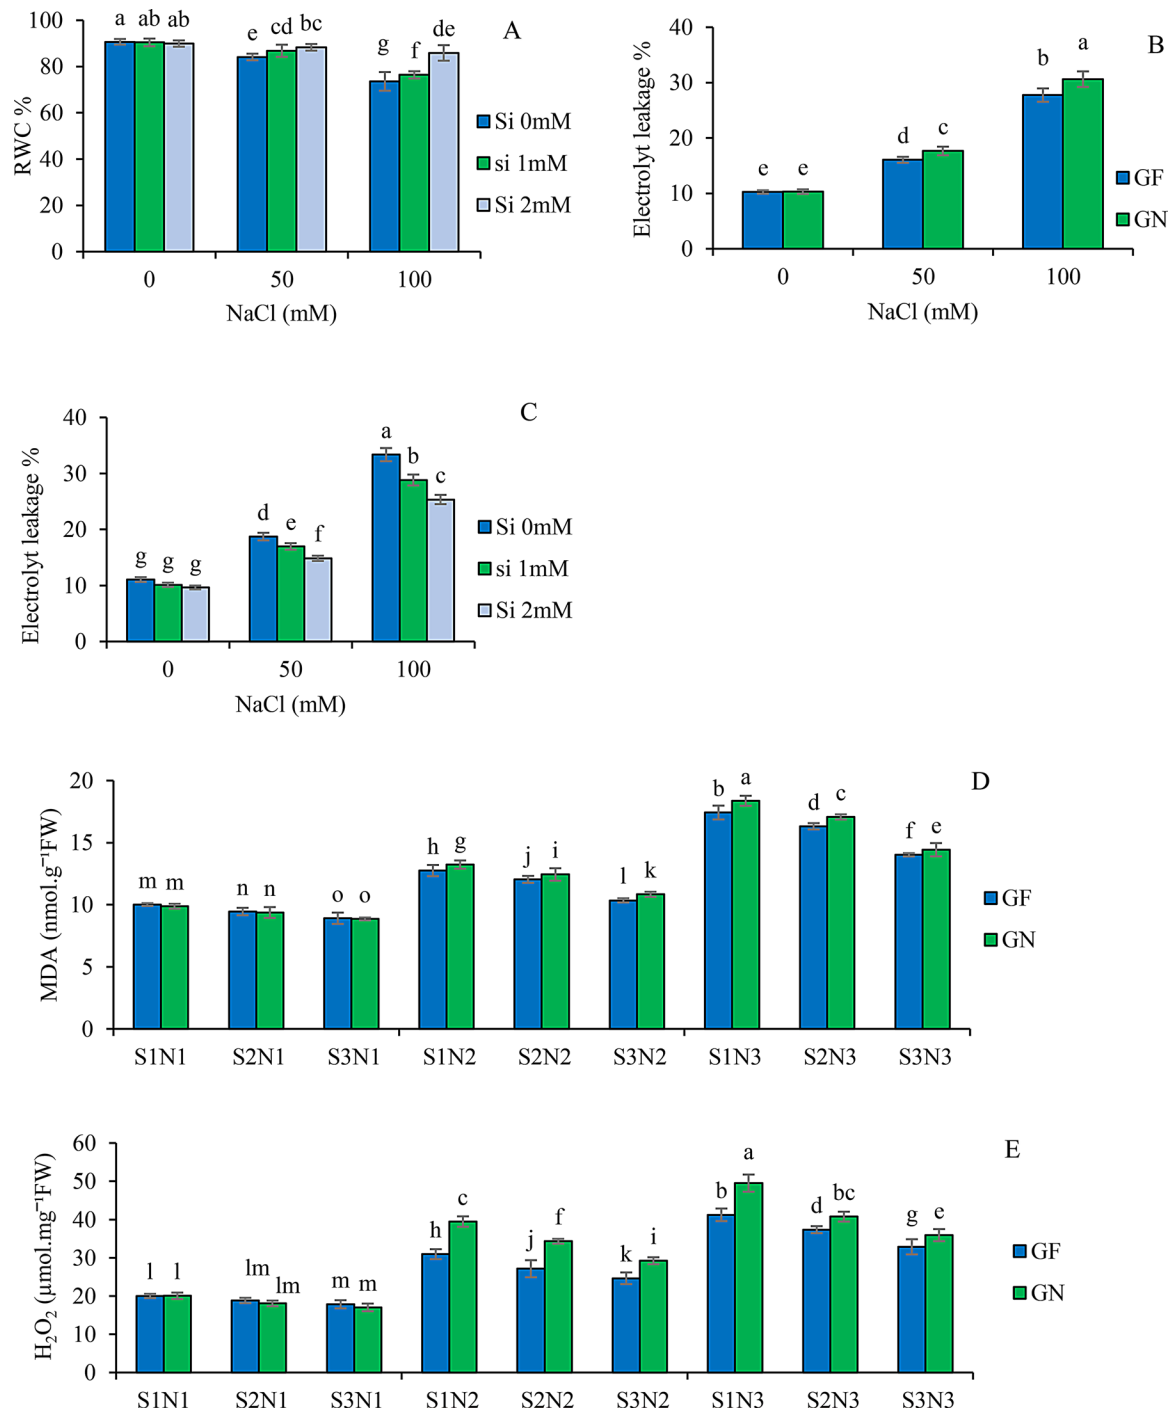 A
a ab ab e cd bc g f de
100
80
60
40
20
0
RWC %
0 50 100
NaCl (mM)
Si 0mM
si 1mM
Si 2mM
B
e e d c b a
40
30
20
10
0
Electrolyt leakage %
0 50 100
NaCl (mM)
GF
GN
C
g g g d e f a b c
40
30
20
10
0
Electrolyt leakage %
0 50 100
NaCl (mM)
Si 0mM
si 1mM
Si 2mM
D
m m n n o o h g j i l k b a d c f e
20
15
10
5
0
MDA (nmol.g⁻¹FW)
S1N1 S2N1 S3N1 S1N2 S2N2 S3N2 S1N3 S2N3 S3N3
GF
GN
E
l l lm lm m m h c j f k i b a d bc g e
60
50
40
30
20
10
0
H₂O₂ (µmol.mg⁻¹FW)
S1N1 S2N1 S3N1 S1N2 S2N2 S3N2 S1N3 S2N3 S3N3
GF
GN